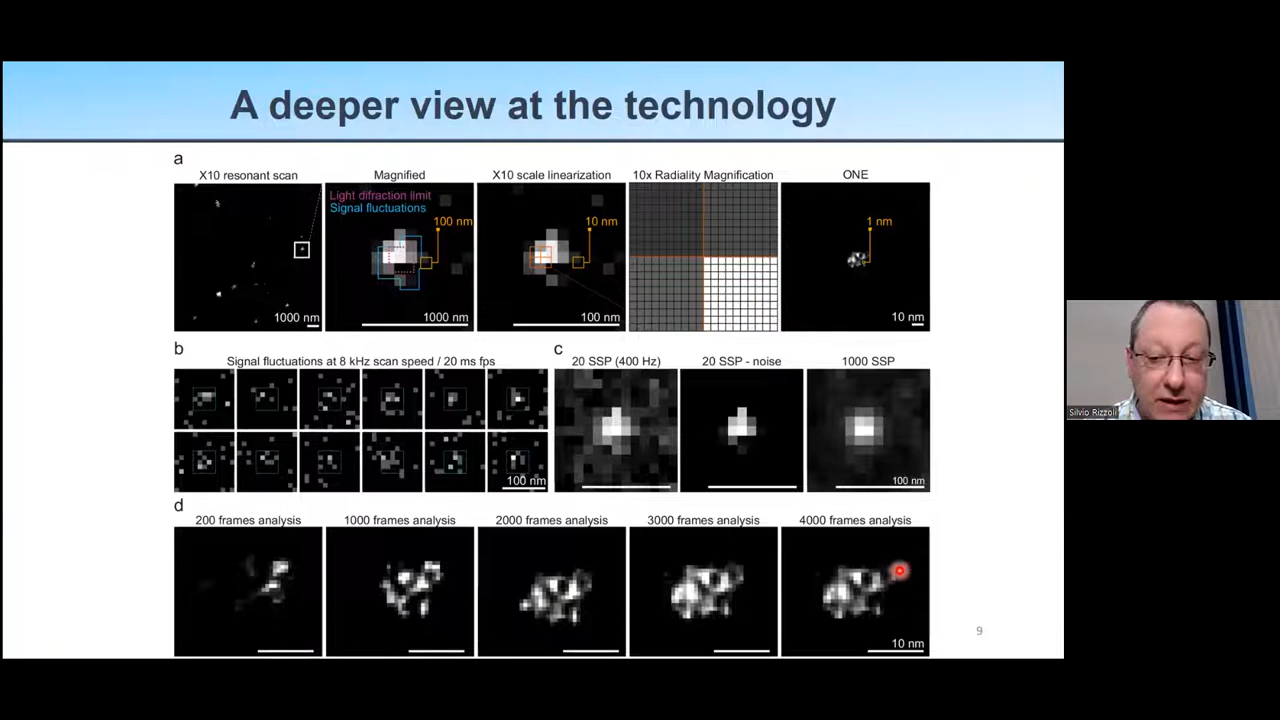 A deeper view at the technology
a
X10 resonant scan
Magnified
X10 scale linearization
10x Radiality Magnification
ONE
Light difraction limit
Signal fluctuations
100 nm
10 nm
1 nm
1000 nm
1000 nm
100 nm
10 nm
b
Signal fluctuations at 8 kHz scan speed / 20 ms fps
100 nm
c
20 SSP (400 Hz)
20 SSP - noise
1000 SSP
100 nm
d
200 frames analysis
1000 frames analysis
2000 frames analysis
3000 frames analysis
4000 frames analysis
10 nm
9
Silvio Rizzoli